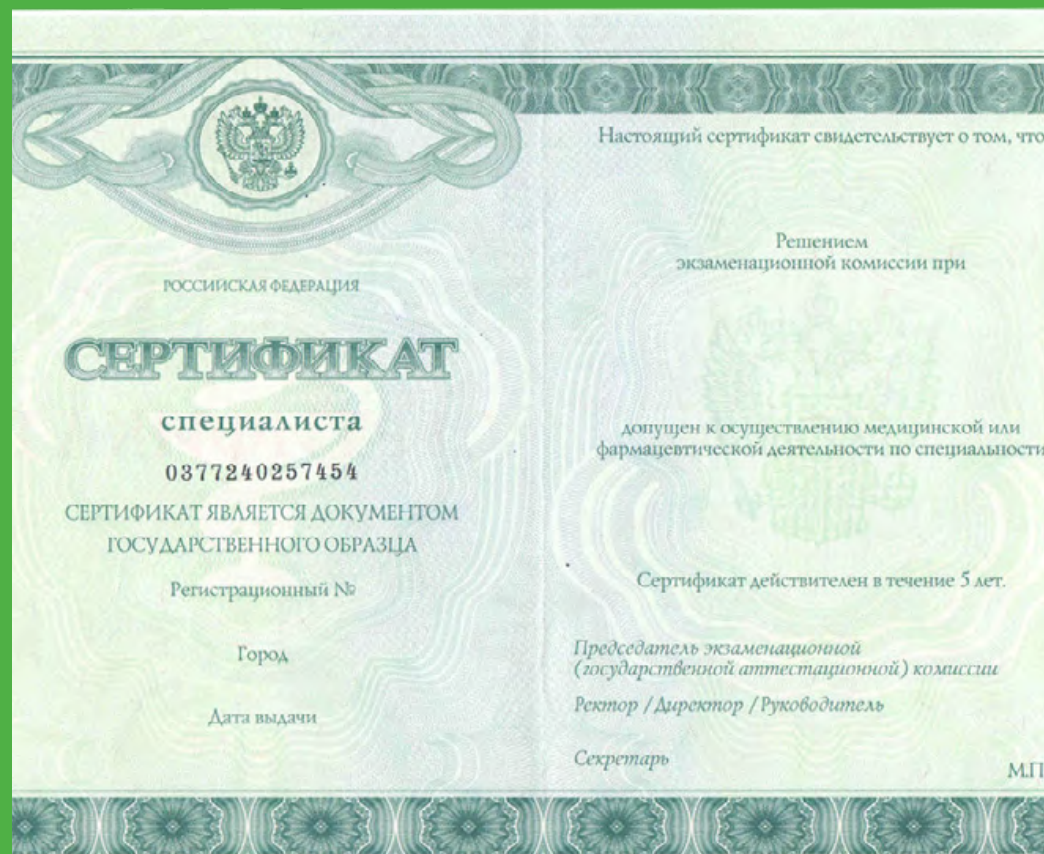 РОССИЙСКАЯ ФЕДЕРАЦИЯ
СЕРТИФИКАТ
специалиста
0377240257454
СЕРТИФИКАТ ЯВЛЯЕТСЯ ДОКУМЕНТОМ
ГОСУДАРСТВЕННОГО ОБРАЗЦА
Регистрационный №
Город
Дата выдачи
Настоящий сертификат свидетельствует о том, что
Решением
экзаменационной комиссии при
допущен к осуществлению медицинской или
фармацевтической деятельности по специальности
Сертификат действителен в течение 5 лет.
Председатель экзаменационной
(государственной аттестационной) комиссии
Ректор / Директор / Руководитель
Секретарь
М.П